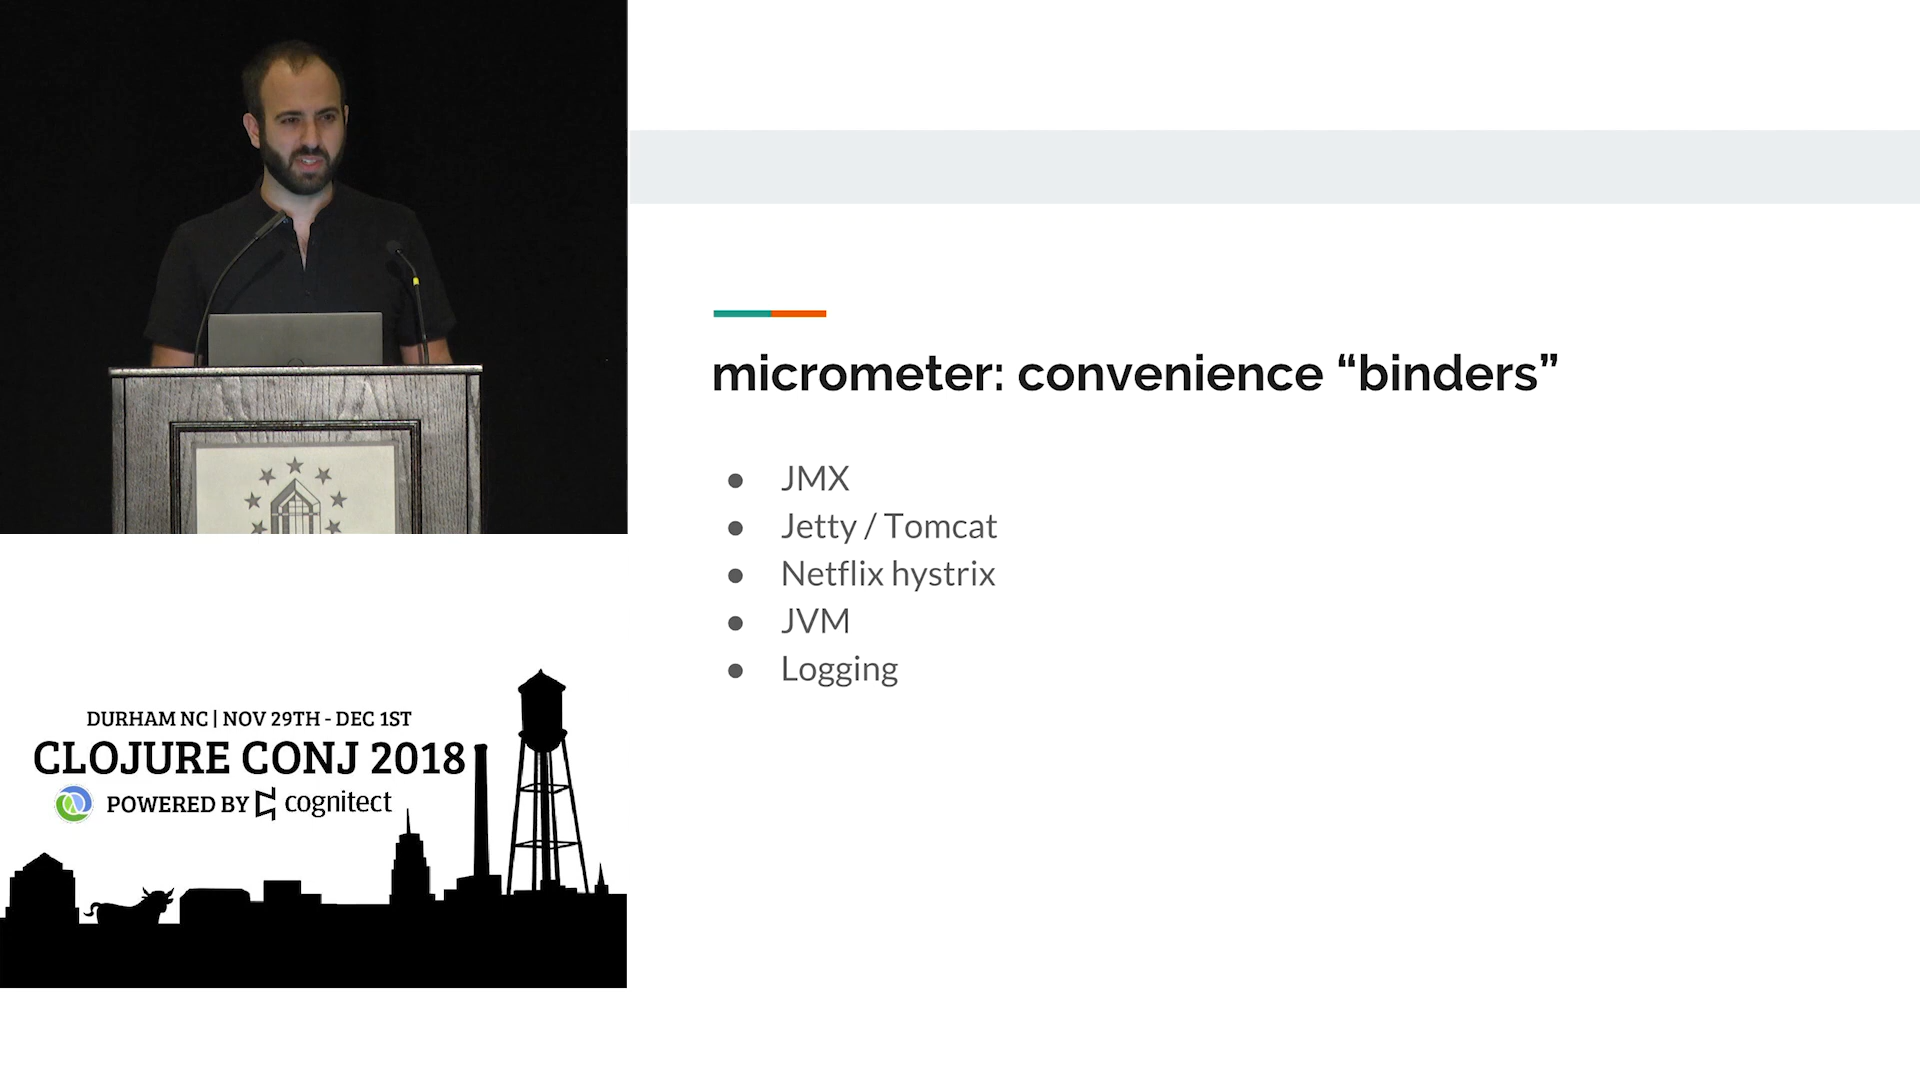 micrometer: convenience “binders”
● JMX
● Jetty / Tomcat
● Netflix hystrix
● JVM
● Logging
DURHAM NC | NOV 29TH - DEC 1ST
CLOJURE CONJ 2018
POWERED BY cognitect